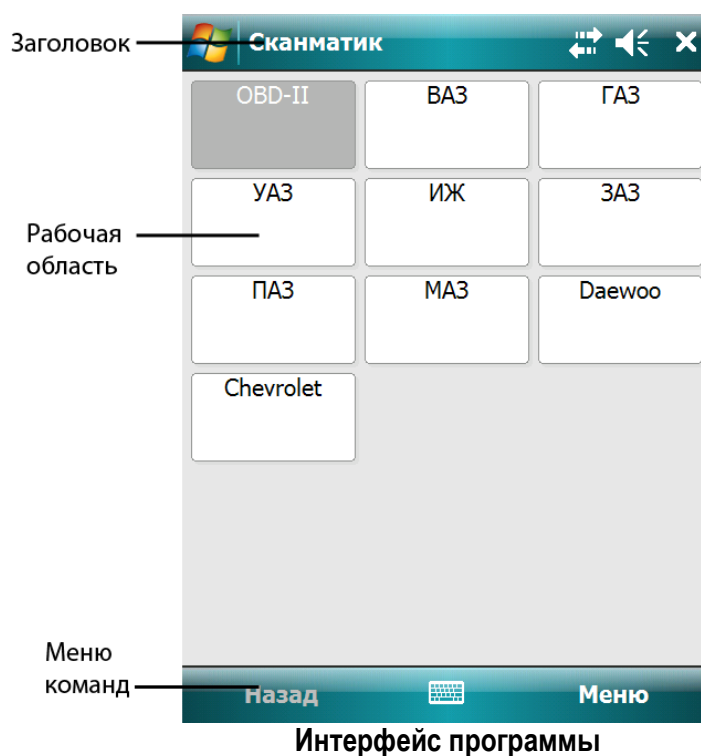 Заголовок
Сканматик
OBD-II ВАЗ ГАЗ
УАЗ ИЖ ЗАЗ
Рабочая
область
ПАЗ МАЗ Daewoo
Chevrolet
Меню
команд
Назад Меню
Интерфейс программы